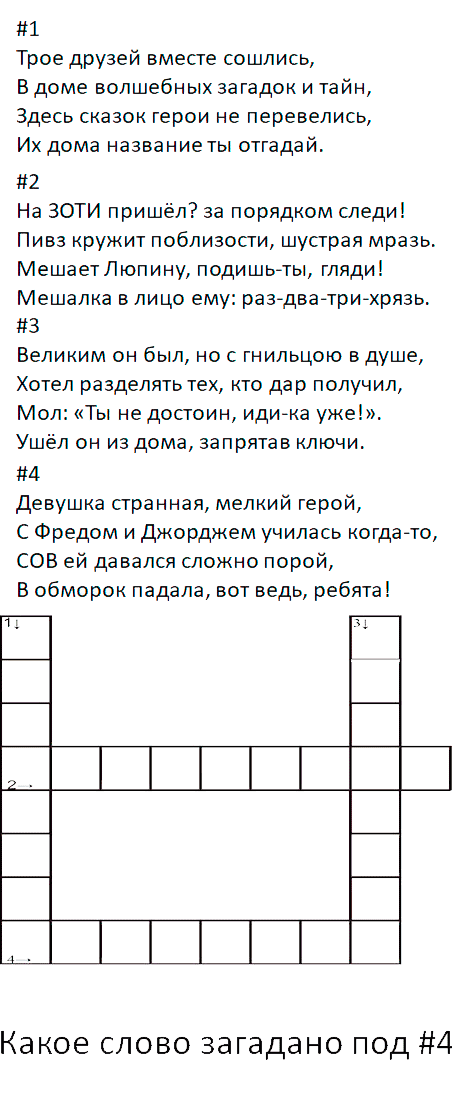 #1
Трое друзей вместе сошлись,
В доме волшебных загадок и тайн,
Здесь сказок герои не перевелись,
Их дома название ты отгадай.
#2
На ЗОТИ пришёл? за порядком следи!
Пивз кружит поблизости, шустрая мразь.
Мешает Люпину, подишь-ты, гляди!
Мешалка в лицо ему: раз-два-три-хрязь.
#3
Великим он был, но с гнильцою в душе,
Хотел разделять тех, кто дар получил,
Мол: «Ты не достоин, иди-ка уже!».
Ушёл он из дома, запрятав ключи.
#4
Девушка странная, мелкий герой,
С Фредом и Джорджем училась когда-то,
СОВ ей давался сложно порой,
В обморок падала, вот ведь, ребята!
1↓ 3↓
2→
4→
Какое слово загадано под #4